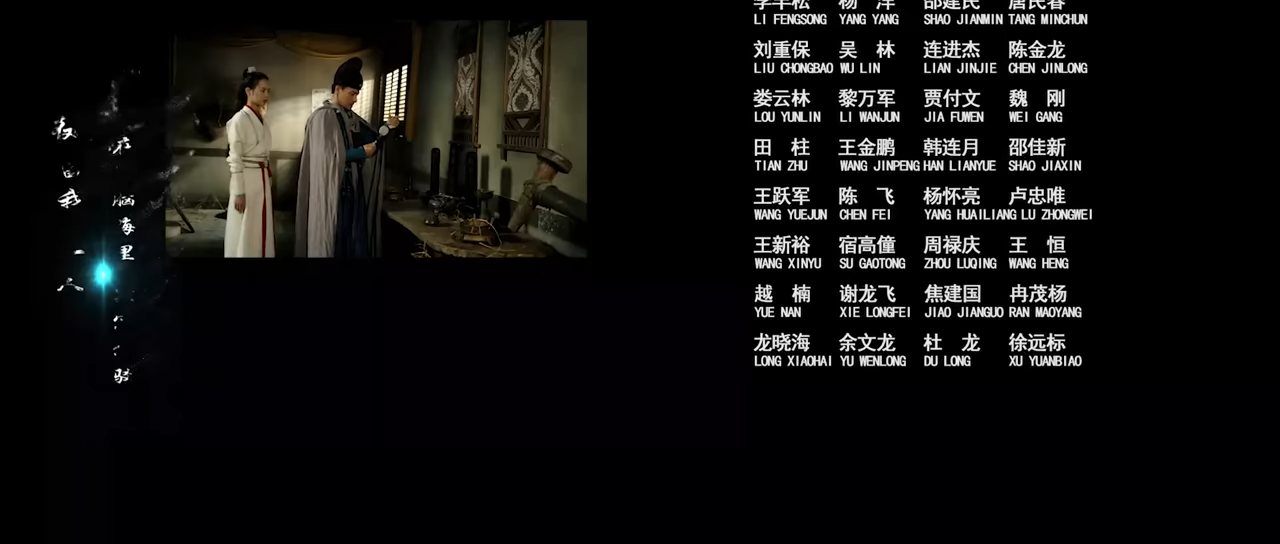 LI FENGSONG YANG YANG SHAO JIANMIN TANG MINCHUN
刘重保 吴 林 连进杰 陈金龙
LIU CHONGBAO WU LIN LIAN JINJIE CHEN JINLONG
娄云林 黎万军 贾付文 魏 刚
LOU YUNLIN LI WANJUN JIA FUWEN WEI GANG
田 柱 王金鹏 韩连月 邵佳新
TIAN ZHU WANG JINPENG HAN LIANYUE SHAO JIAXIN
王跃军 陈 飞 杨怀亮 卢忠唯
WANG YUEJUN CHEN FEI YANG HUAILIANG LU ZHONGWEI
王新裕 宿高僮 周禄庆 王 恒
WANG XINYU SU GAOTONG ZHOU LUQING WANG HENG
越 楠 谢龙飞 焦建国 冉茂杨
YUE NAN XIE LONGFEI JIAO JIANGUO RAN MAOYANG
龙晓海 余文龙 杜 龙 徐远标
LONG XIAOHAI YU WENLONG DU LONG XU YUANBIAO
脑海里
我 一人